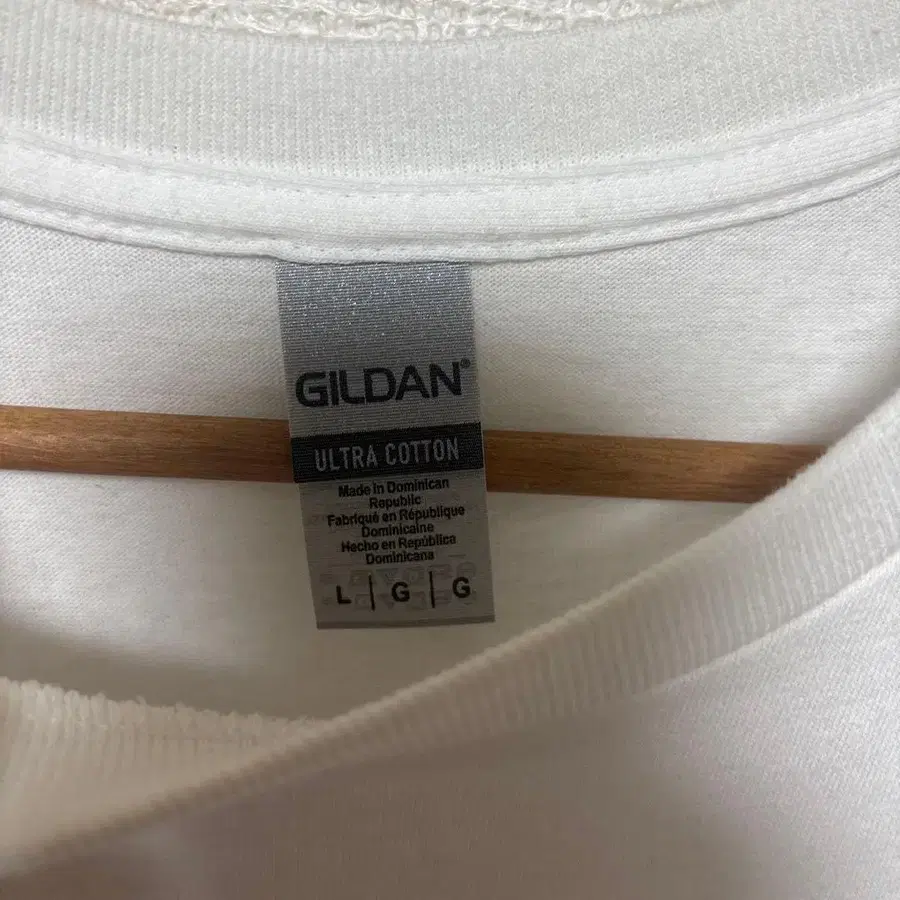 GILDAN®
ULTRA COTTON
Made in Dominican
Republic
Fabriqué en République
Dominicaine
Hecho en República
Dominicana
L | G | G